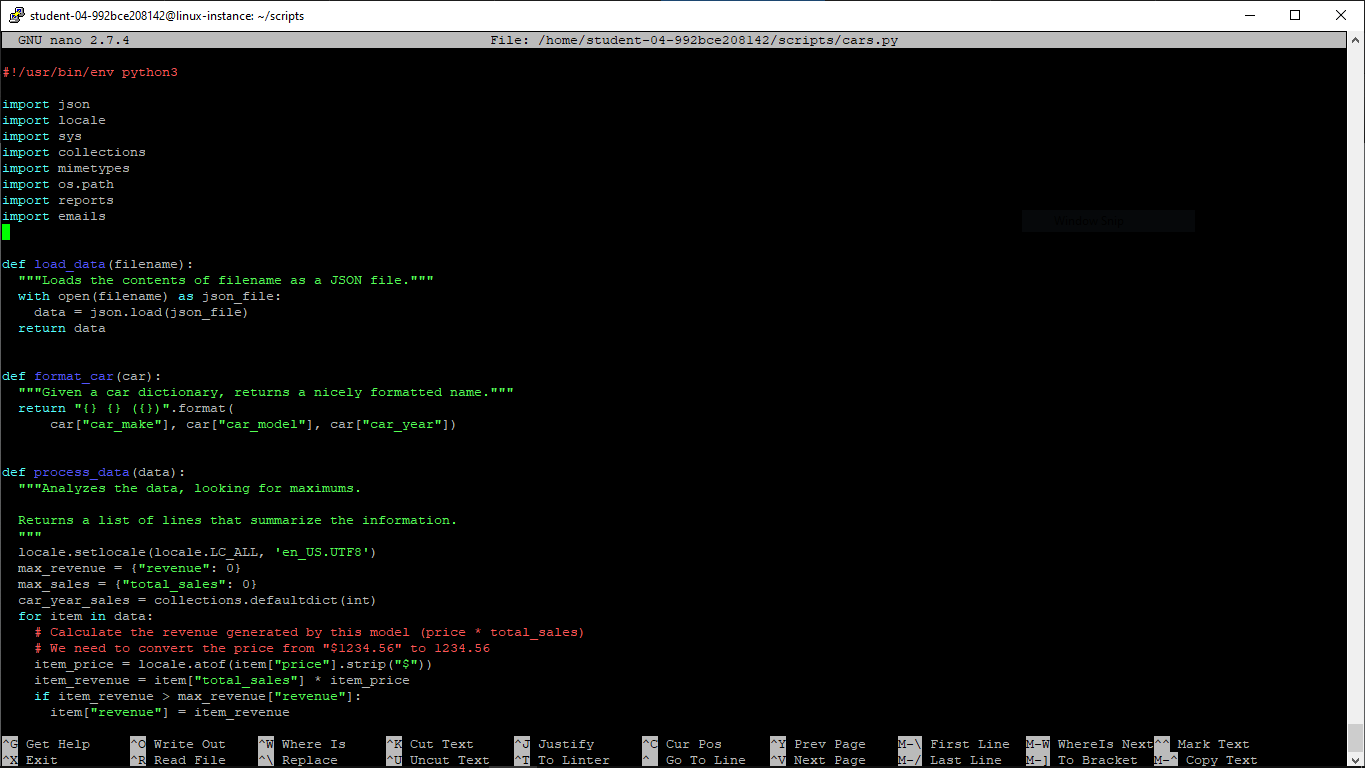 student-04-992bce208142@linux-instance: ~/scripts
GNU nano 2.7.4 File: /home/student-04-992bce208142/scripts/cars.py
#!/usr/bin/env python3
import json
import locale
import sys
import collections
import mimetypes
import os.path
import reports
import emails
def load_data(filename):
"""Loads the contents of filename as a JSON file."""
with open(filename) as json_file:
data = json.load(json_file)
return data
def format_car(car):
"""Given a car dictionary, returns a nicely formatted name."""
return "{} {} ({})".format(
car["car_make"], car["car_model"], car["car_year"])
def process_data(data):
"""Analyzes the data, looking for maximums.
Returns a list of lines that summarize the information.
"""
locale.setlocale(locale.LC_ALL, 'en_US.UTF8')
max_revenue = {"revenue": 0}
max_sales = {"total_sales": 0}
car_year_sales = collections.defaultdict(int)
for item in data:
# Calculate the revenue generated by this model (price * total_sales)
# We need to convert the price from "$1234.56" to 1234.56
item_price = locale.atof(item["price"].strip("$"))
item_revenue = item["total_sales"] * item_price
if item_revenue > max_revenue["revenue"]:
item["revenue"] = item_revenue
^G Get Help ^O Write Out ^W Where Is ^K Cut Text ^J Justify ^C Cur Pos ^Y Prev Page M-\ First Line M-W WhereIs Next ^^ Mark Text
^X Exit ^R Read File ^\ Replace ^U Uncut Text ^T To Linter ^_ Go To Line ^V Next Page M-/ Last Line M-] To Bracket M-^ Copy Text